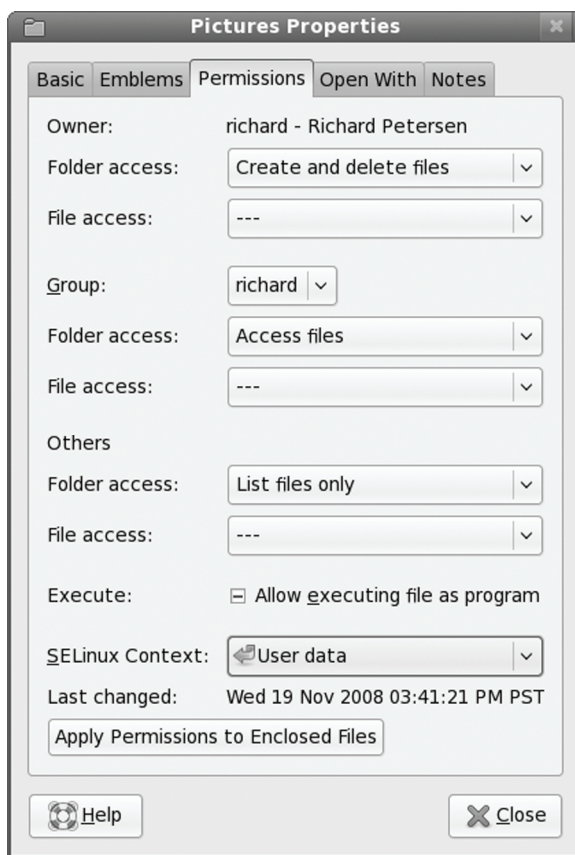 Pictures Properties
Basic Emblems Permissions Open With Notes
Owner: richard - Richard Petersen
Folder access: Create and delete files
File access: ---
Group: richard
Folder access: Access files
File access: ---
Others
Folder access: List files only
File access: ---
Execute: Allow executing file as program
SELinux Context: User data
Last changed: Wed 19 Nov 2008 03:41:21 PM PST
Apply Permissions to Enclosed Files
Help Close